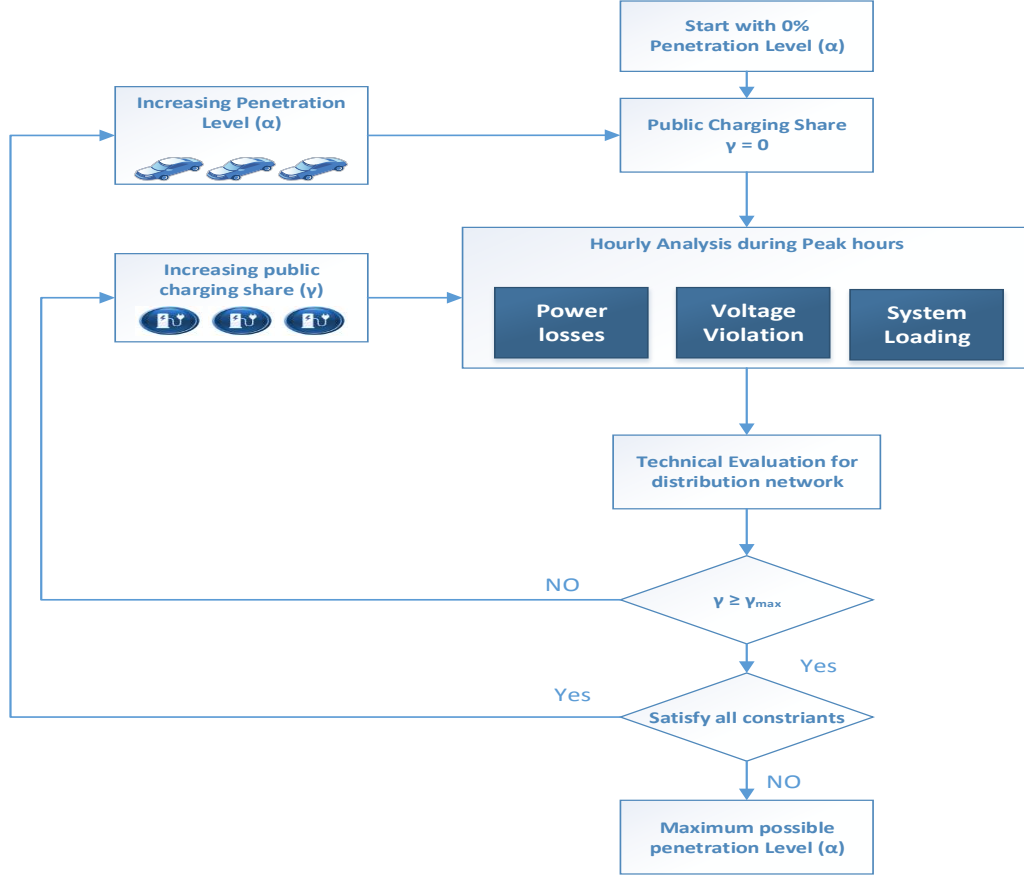 Start with 0%
Penetration Level (α)
Increasing Penetration
Level (α)
Public Charging Share
γ = 0
Hourly Analysis during Peak hours
Increasing public
charging share (γ)
Power
losses
Voltage
Violation
System
Loading
Technical Evaluation for
distribution network
NO
γ ≥ γmax
Yes
Yes
Satisfy all constriants
NO
Maximum possible
penetration Level (α)